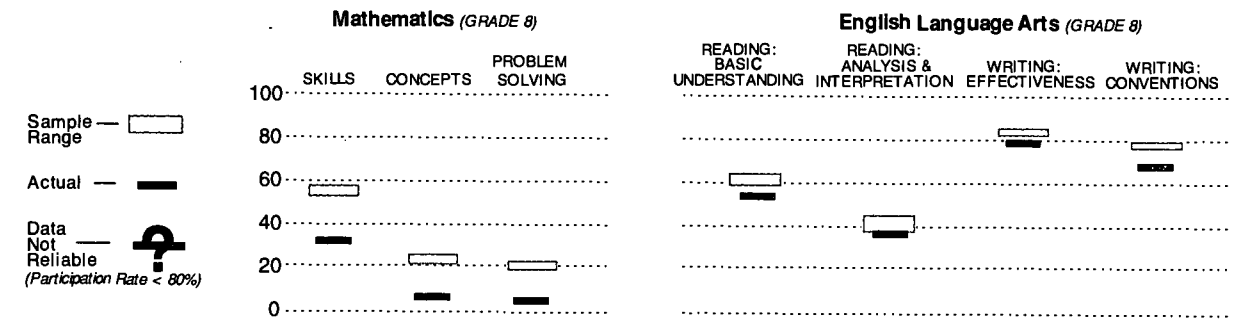 Mathematics (GRADE 8)
SKILLS
CONCEPTS
PROBLEM
SOLVING
English Language Arts (GRADE 8)
READING:
BASIC
UNDERSTANDING
READING:
ANALYSIS &
INTERPRETATION
WRITING:
EFFECTIVENESS
WRITING:
CONVENTIONS
Sample
Range
Actual
Data
Not
Reliable
(Participation Rate < 80%)
?
100
80
60
40
20
0